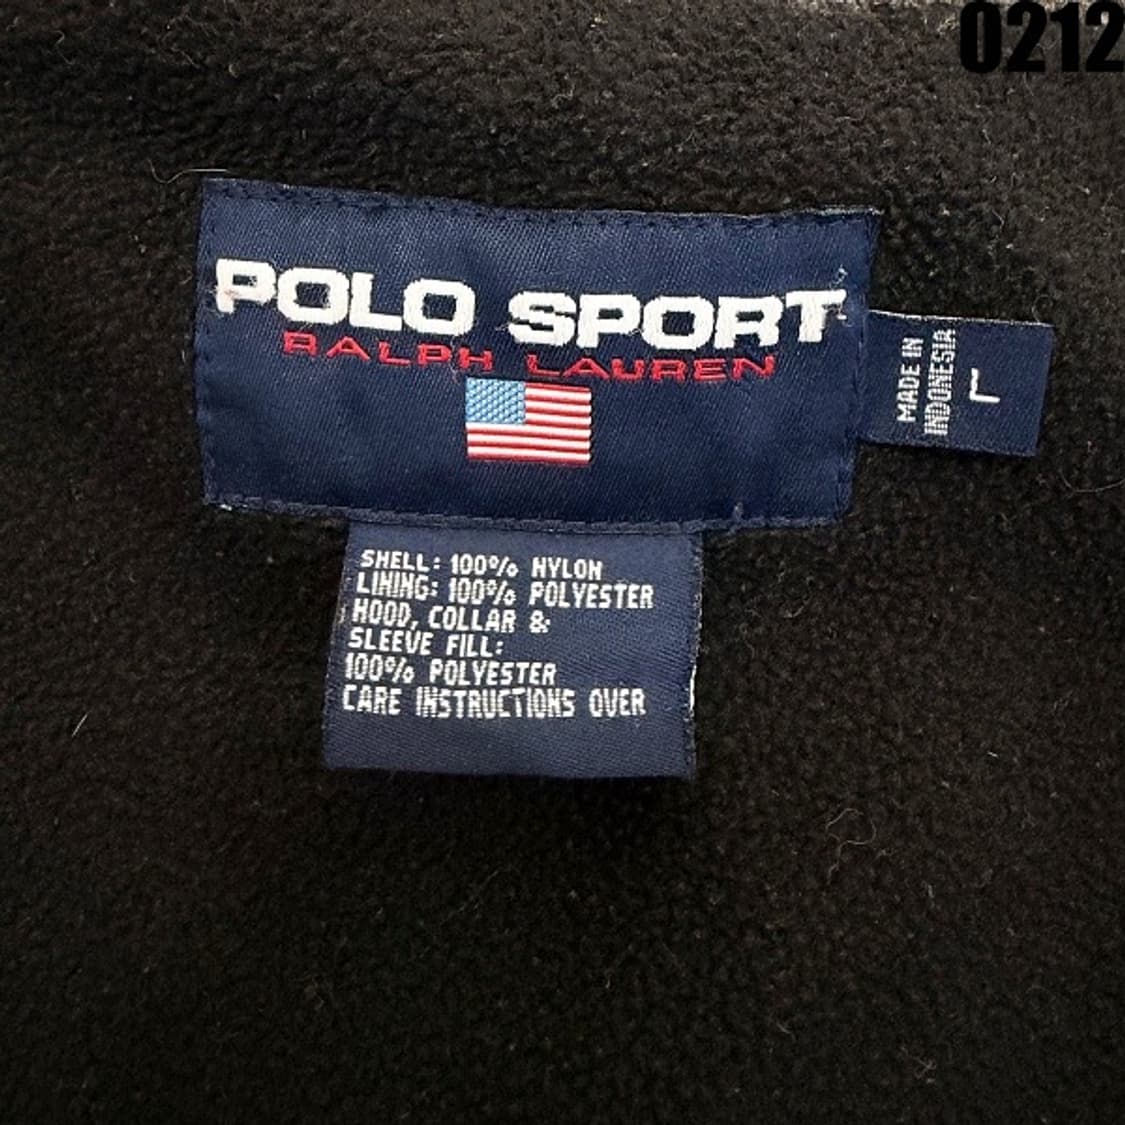 0212
POLO SPORT
RALPH LAUREN
MADE IN
INDONESIA
L
SHELL: 100% NYLON
LINING: 100% POLYESTER
HOOD, COLLAR &
SLEEVE FILL:
100% POLYESTER
CARE INSTRUCTIONS OVER